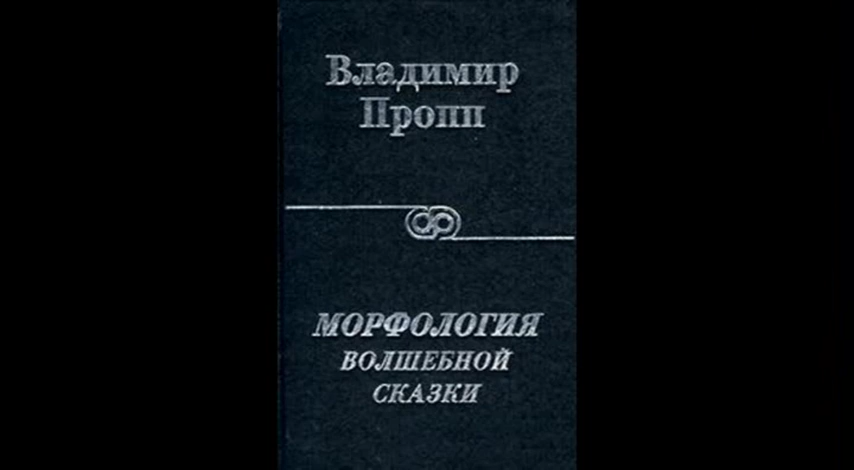 Владимир
Пропп
МОРФОЛОГИЯ
ВОЛШЕБНОЙ
СКАЗКИ